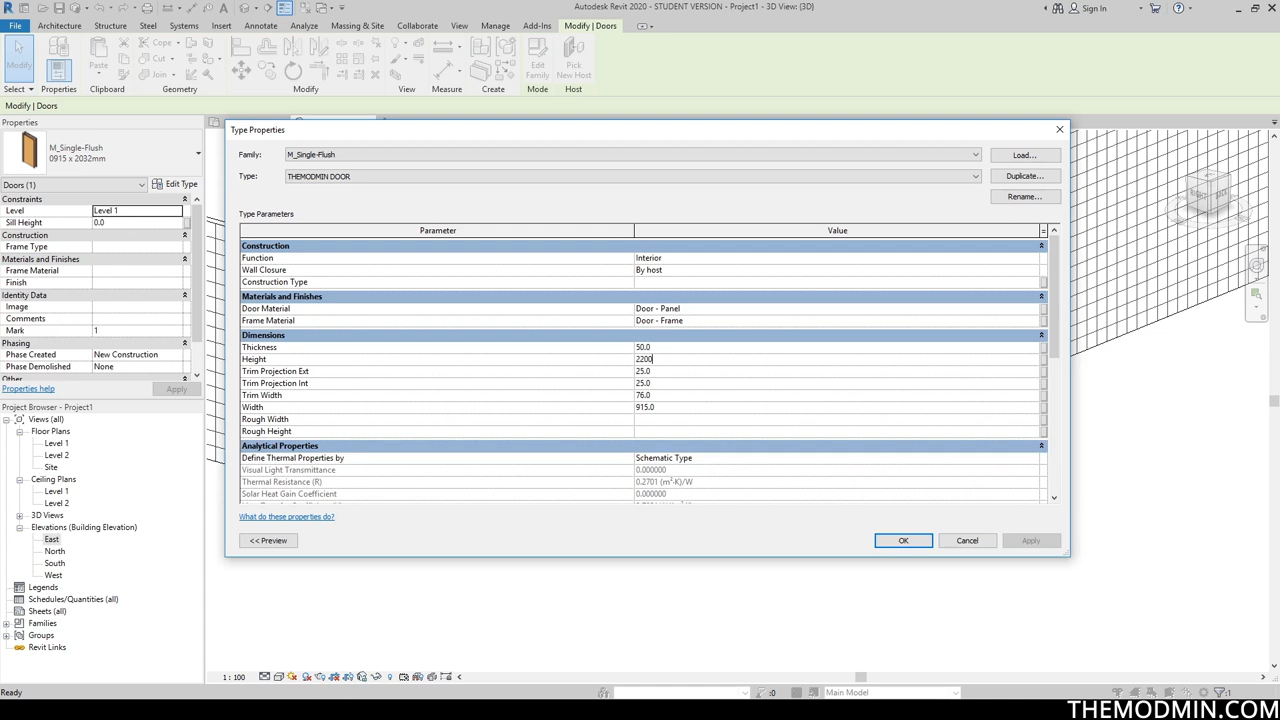 Autodesk Revit 2020 - STUDENT VERSION - Project1 - 3D View: {3D}
Sign In
File Architecture Structure Steel Systems Insert Annotate Analyze Massing & Site Collaborate View Manage Add-Ins Modify | Doors
Modify
Paste
Cope
Cut
Join
Edit Family
Pick New Host
Select Properties Clipboard Geometry Modify View Measure Create Mode Host
Modify | Doors
Properties
M_Single-Flush
0915 x 2032mm
Doors (1) Edit Type
Constraints
Level Level 1
Sill Height 0.0
Construction
Frame Type
Materials and Finishes
Frame Material
Finish
Identity Data
Image
Comments
Mark 1
Phasing
Phase Created New Construction
Phase Demolished None
Other
Properties help Apply
Project Browser - Project1
Views (all)
Floor Plans
Level 1
Level 2
Site
Ceiling Plans
Level 1
Level 2
3D Views
Elevations (Building Elevation)
East
North
South
West
Legends
Schedules/Quantities (all)
Sheets (all)
Families
Groups
Revit Links
Type Properties
Family: M_Single-Flush Load...
Type: THEMODMIN DOOR Duplicate...
Rename...
Type Parameters
Parameter Value =
Construction
Function Interior
Wall Closure By host
Construction Type
Materials and Finishes
Door Material Door - Panel
Frame Material Door - Frame
Dimensions
Thickness 50.0
Height 2200
Trim Projection Ext 25.0
Trim Projection Int 25.0
Trim Width 76.0
Width 915.0
Rough Width
Rough Height
Analytical Properties
Define Thermal Properties by Schematic Type
Visual Light Transmittance 0.000000
Thermal Resistance (R) 0.2701 (m²·K)/W
Solar Heat Gain Coefficient 0.000000
What do these properties do?
<< Preview OK Cancel Apply
1 : 100
Ready :0 Main Model :1
THEMODMIN.COM